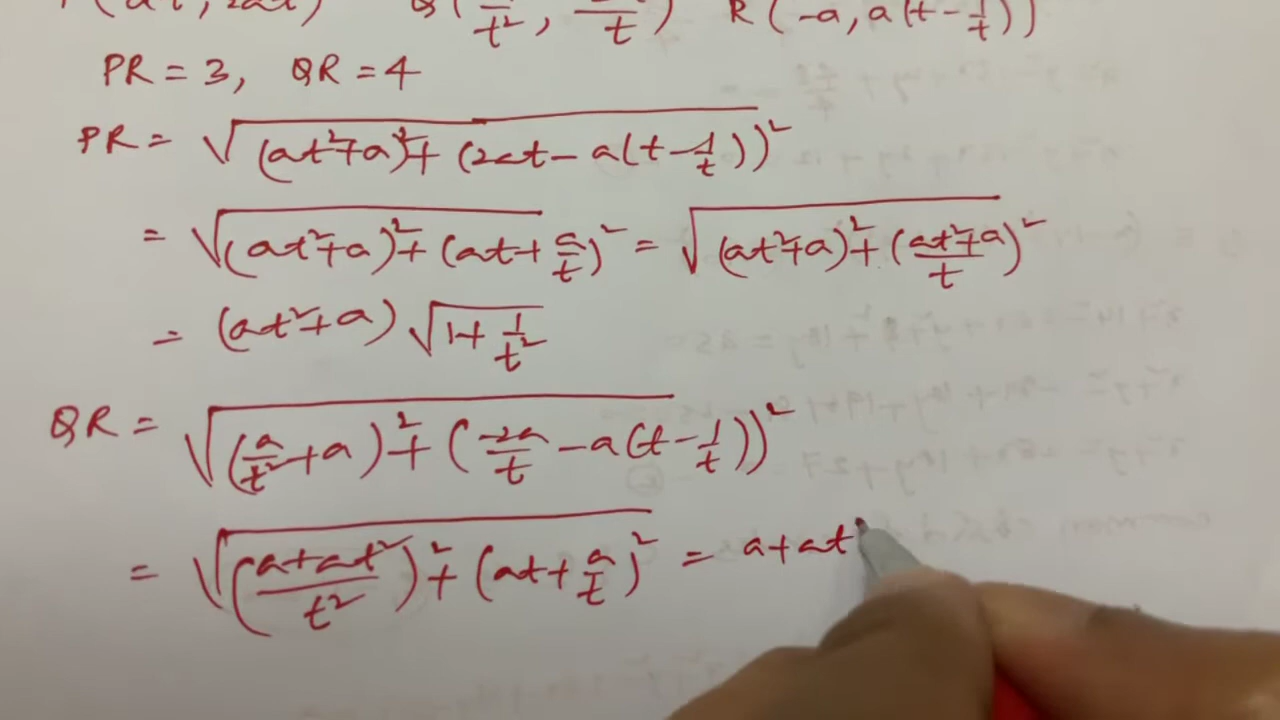 R(-a, a(t-1/t))
PR = 3, QR = 4
PR = √((at²+a)² + (2at-a(t-1/t))²)
= √((at²+a)² + (at+a/t)²) = √((at²+a)² + ((at²+a)/t)²)
= (at²+a) √(1+1/t²)
QR = √((a/t²+a)² + (-2a/t-a(t-1/t))²)
= √(((a+at²)/t²)² + (at+a/t)²) = a+at